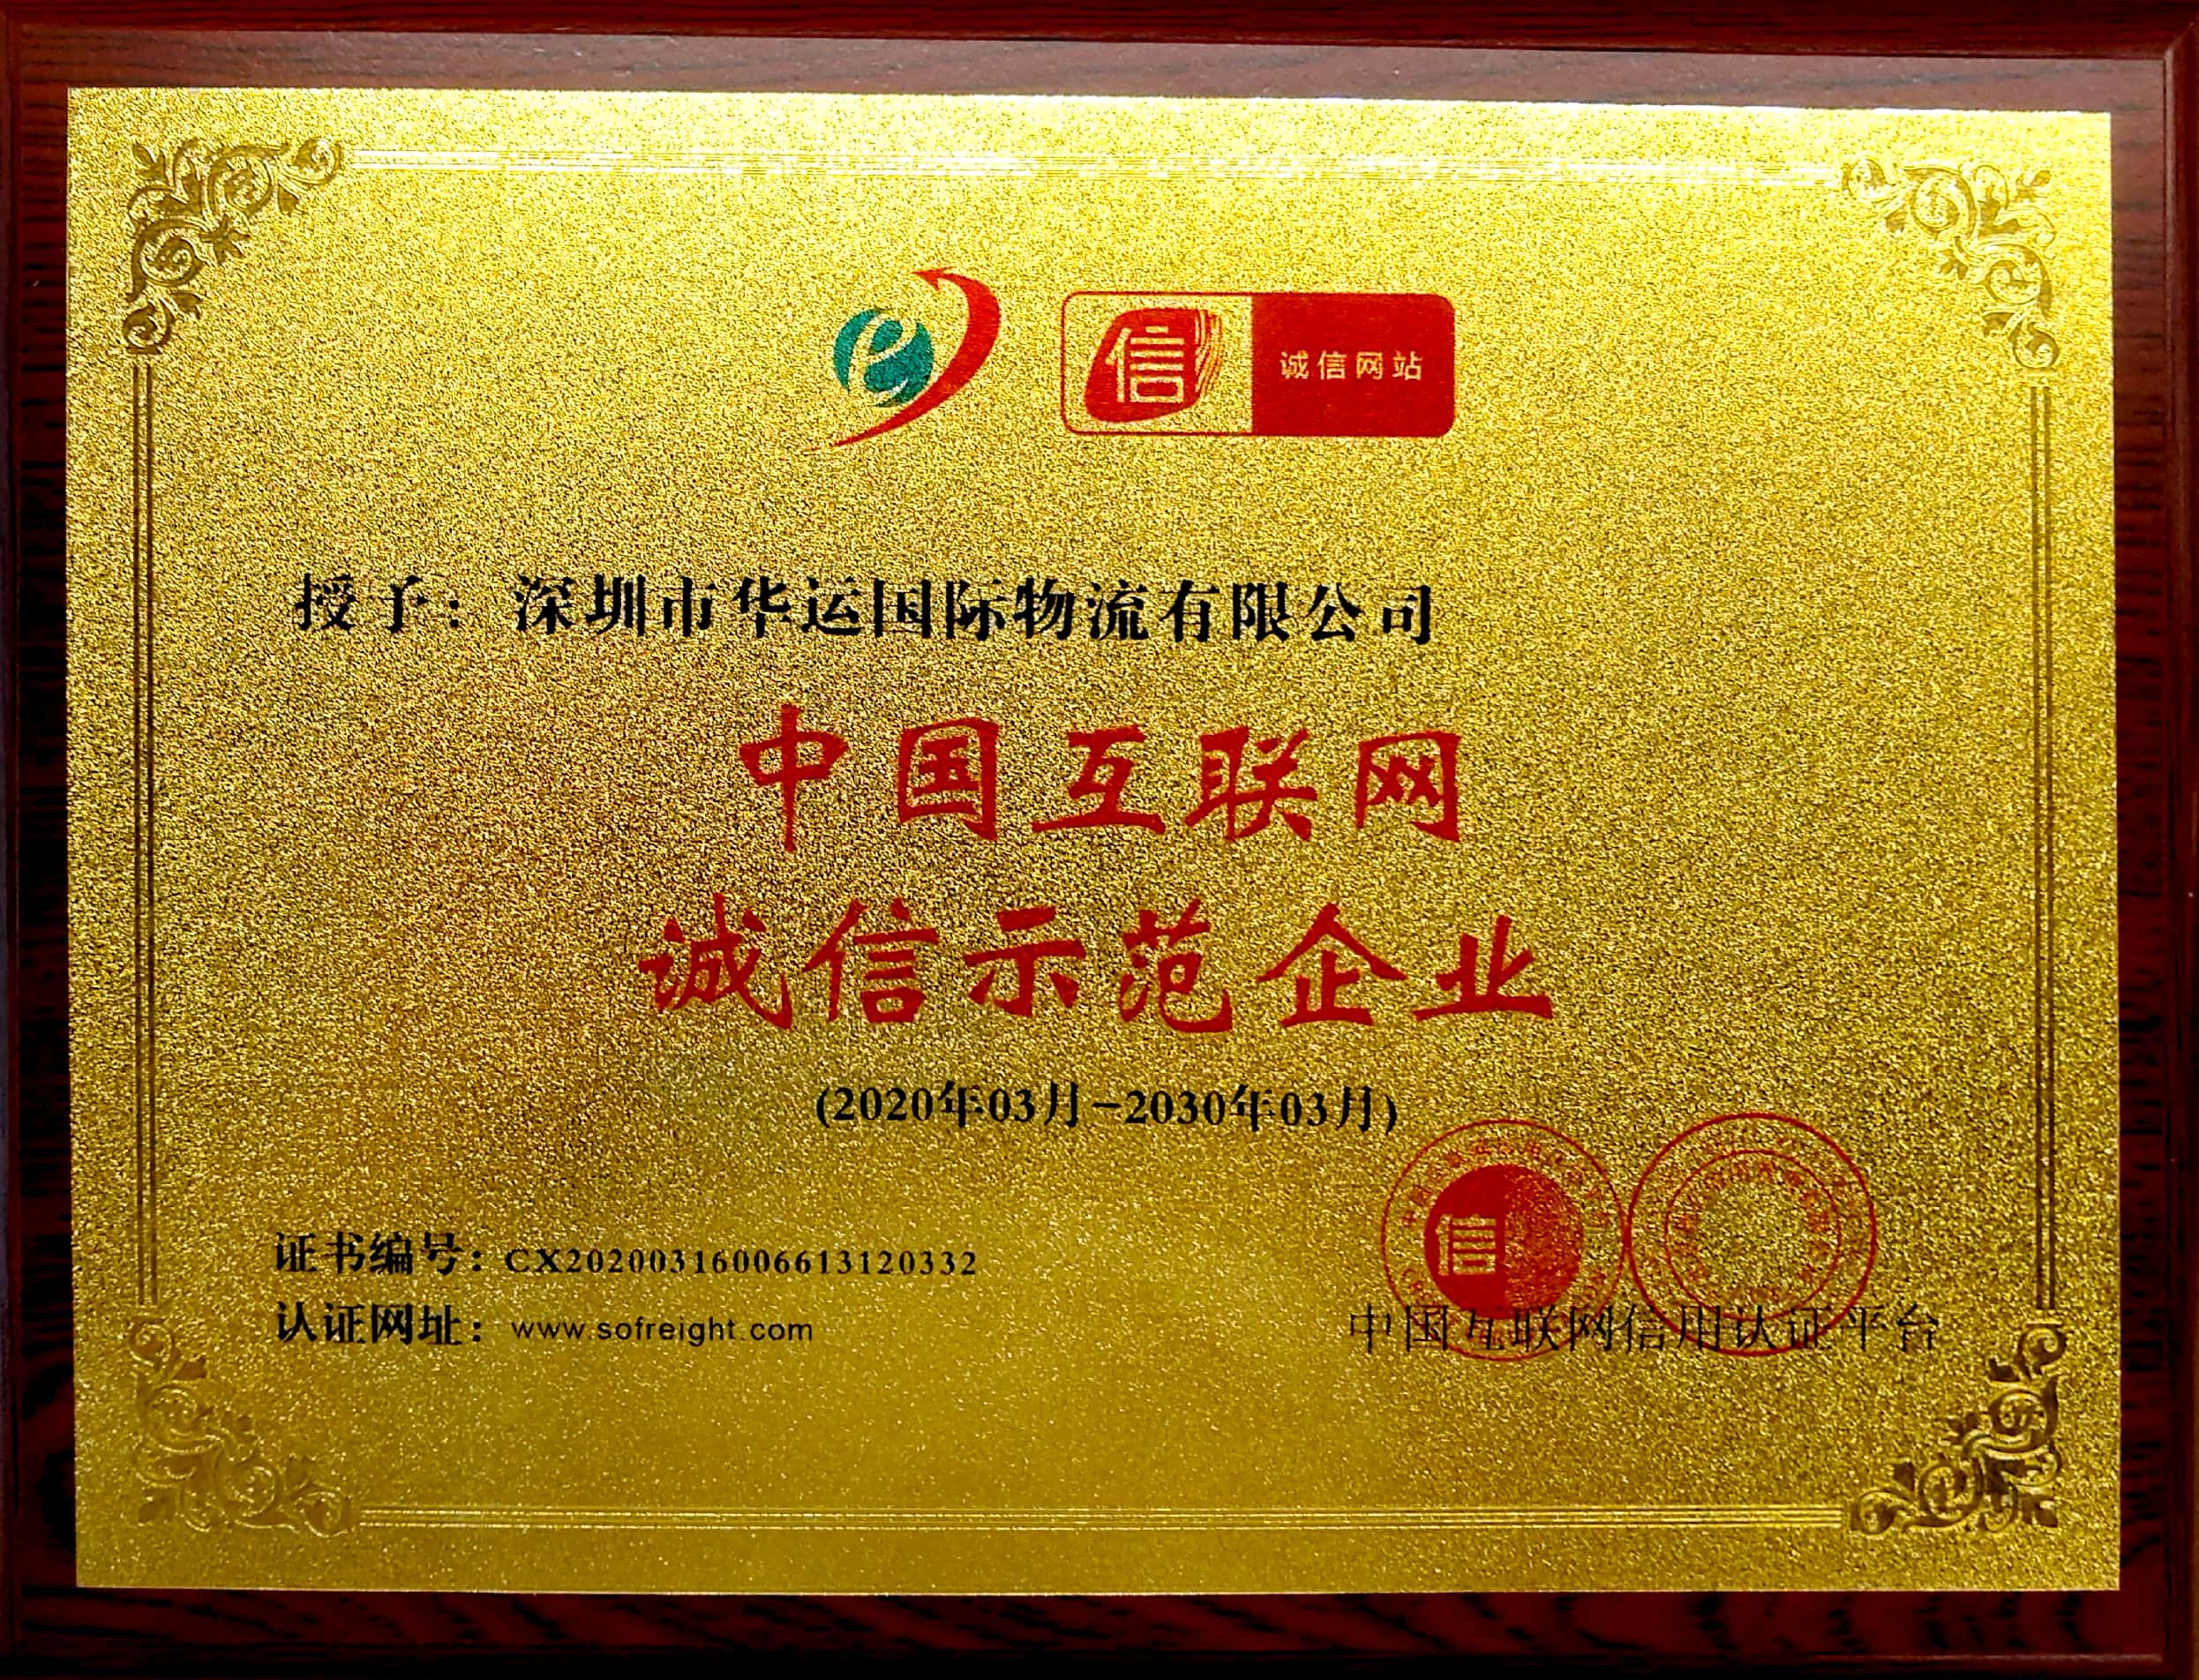 信 诚信网站
授予：深圳市华运国际物流有限公司
中国互联网
诚信示范企业
(2020年03月-2030年03月)
证书编号：CX20200316006613120332
认证网址：www.sofreight.com
信
中国互联网信用认证平台